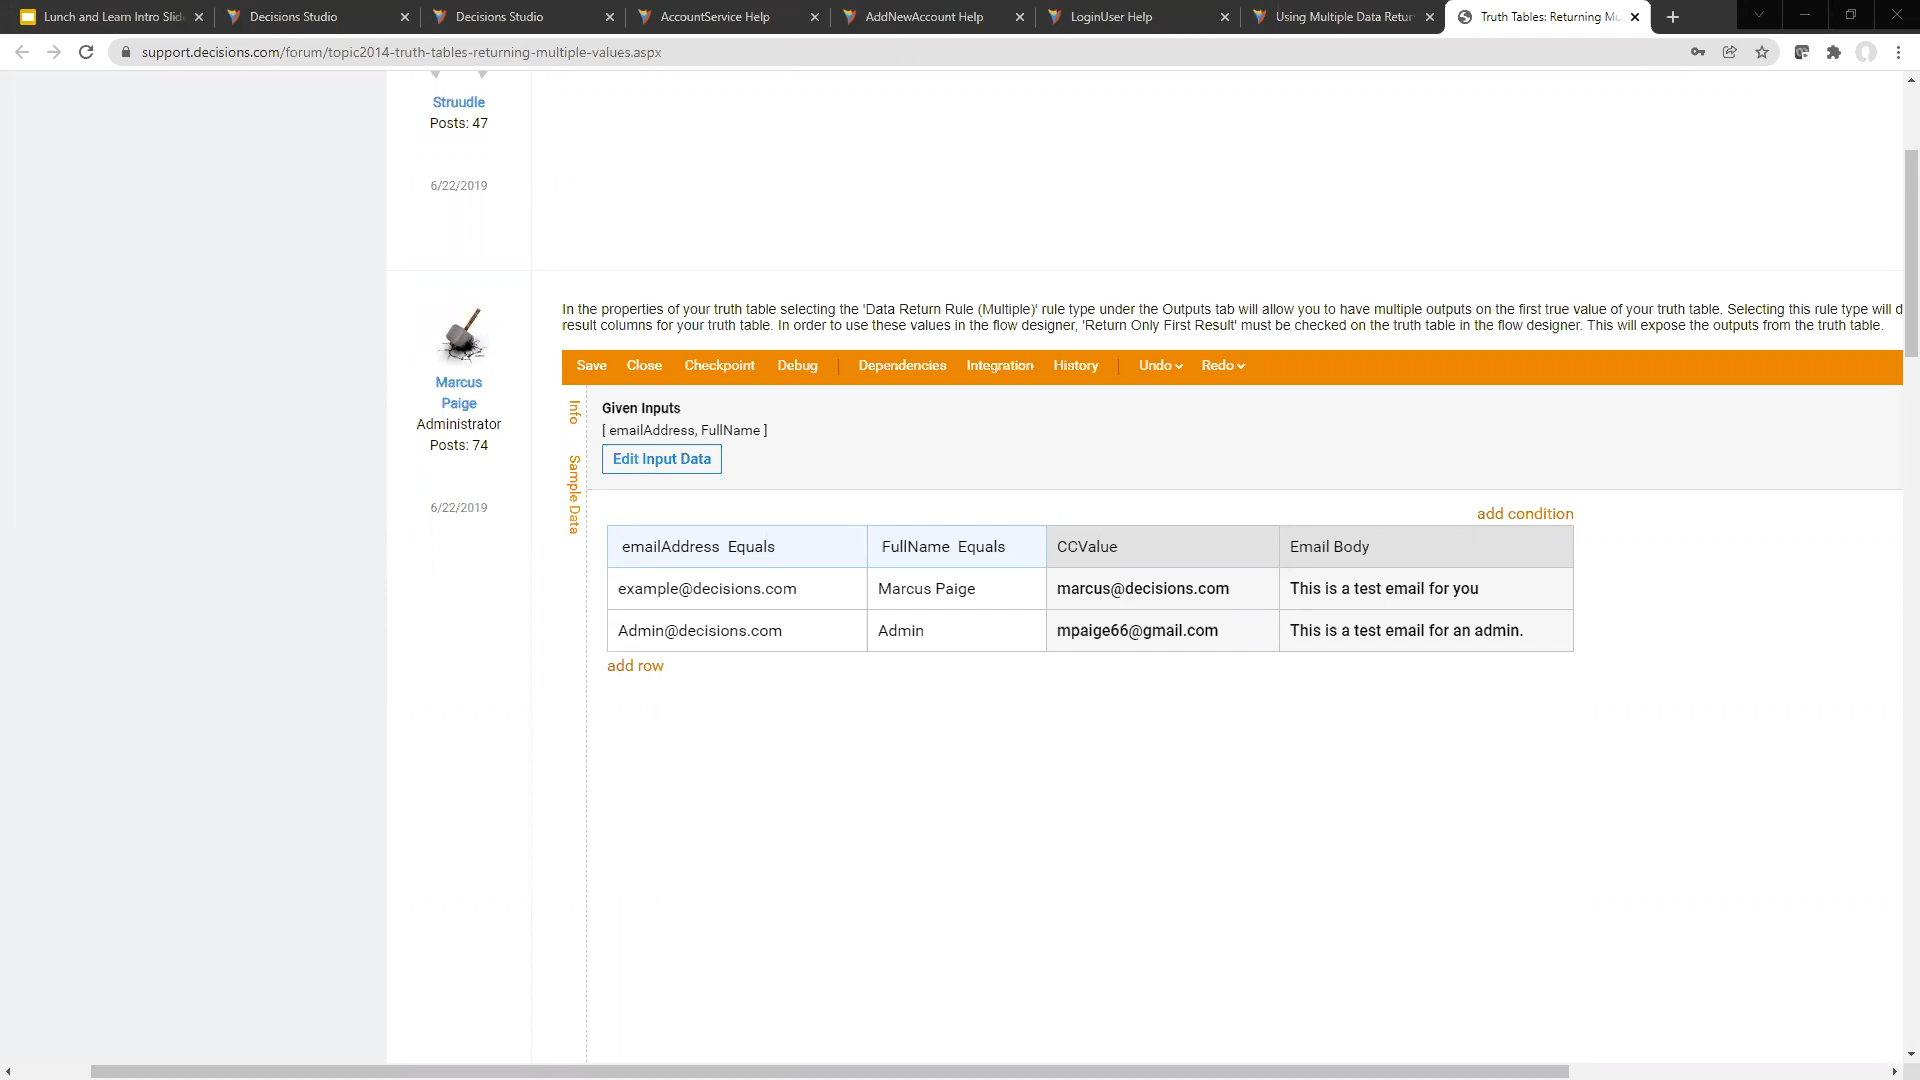 Lunch and Learn Intro Slid
Decisions Studio
Decisions Studio
AccountService Help
AddNewAccount Help
LoginUser Help
Using Multiple Data Retur
Truth Tables: Returning Mu
support.decisions.com/forum/topic2014-truth-tables-returning-multiple-values.aspx
Struudle
Posts: 47
6/22/2019
Marcus
Paige
Administrator
Posts: 74
6/22/2019
In the properties of your truth table selecting the 'Data Return Rule (Multiple)' rule type under the Outputs tab will allow you to have multiple outputs on the first true value of your truth table. Selecting this rule type will d
result columns for your truth table. In order to use these values in the flow designer, 'Return Only First Result' must be checked on the truth table in the flow designer. This will expose the outputs from the truth table.
Save Close Checkpoint Debug Dependencies Integration History Undo Redo
Info
Sample Data
Given Inputs
[ emailAddress, FullName ]
Edit Input Data
add condition
emailAddress Equals FullName Equals CCValue Email Body
example@decisions.com Marcus Paige marcus@decisions.com This is a test email for you
Admin@decisions.com Admin mpaige66@gmail.com This is a test email for an admin.
add row